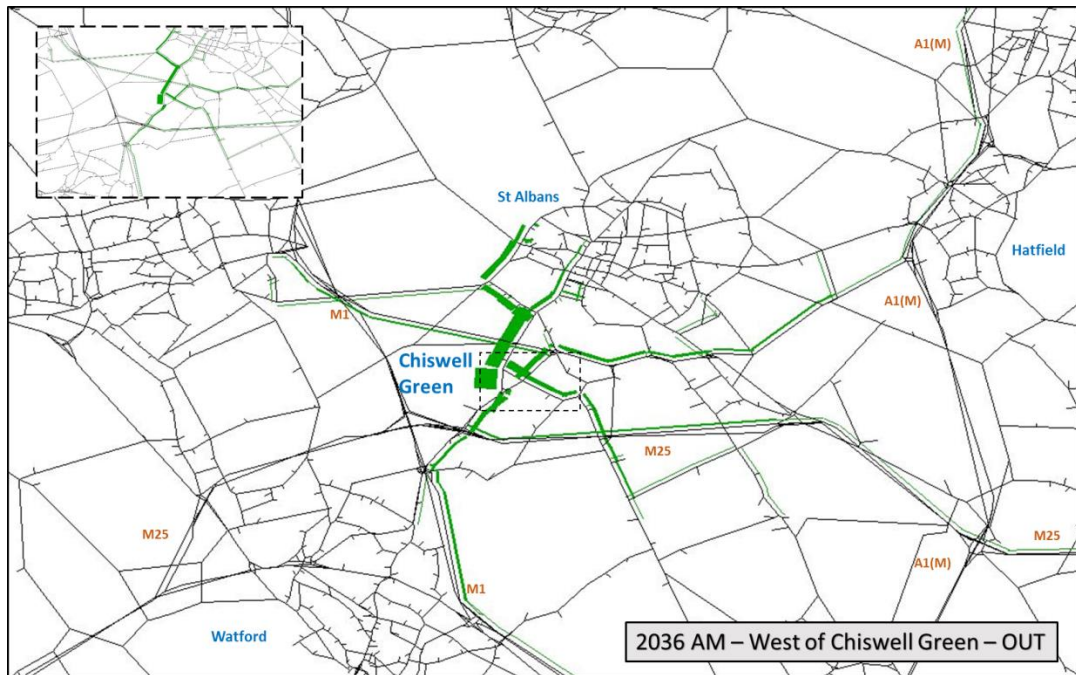 A1(M)
St Albans
Hatfield
M1
A1(M)
Chiswell
Green
M25
M25
A1(M)
M25
M1
Watford
2036 AM – West of Chiswell Green – OUT